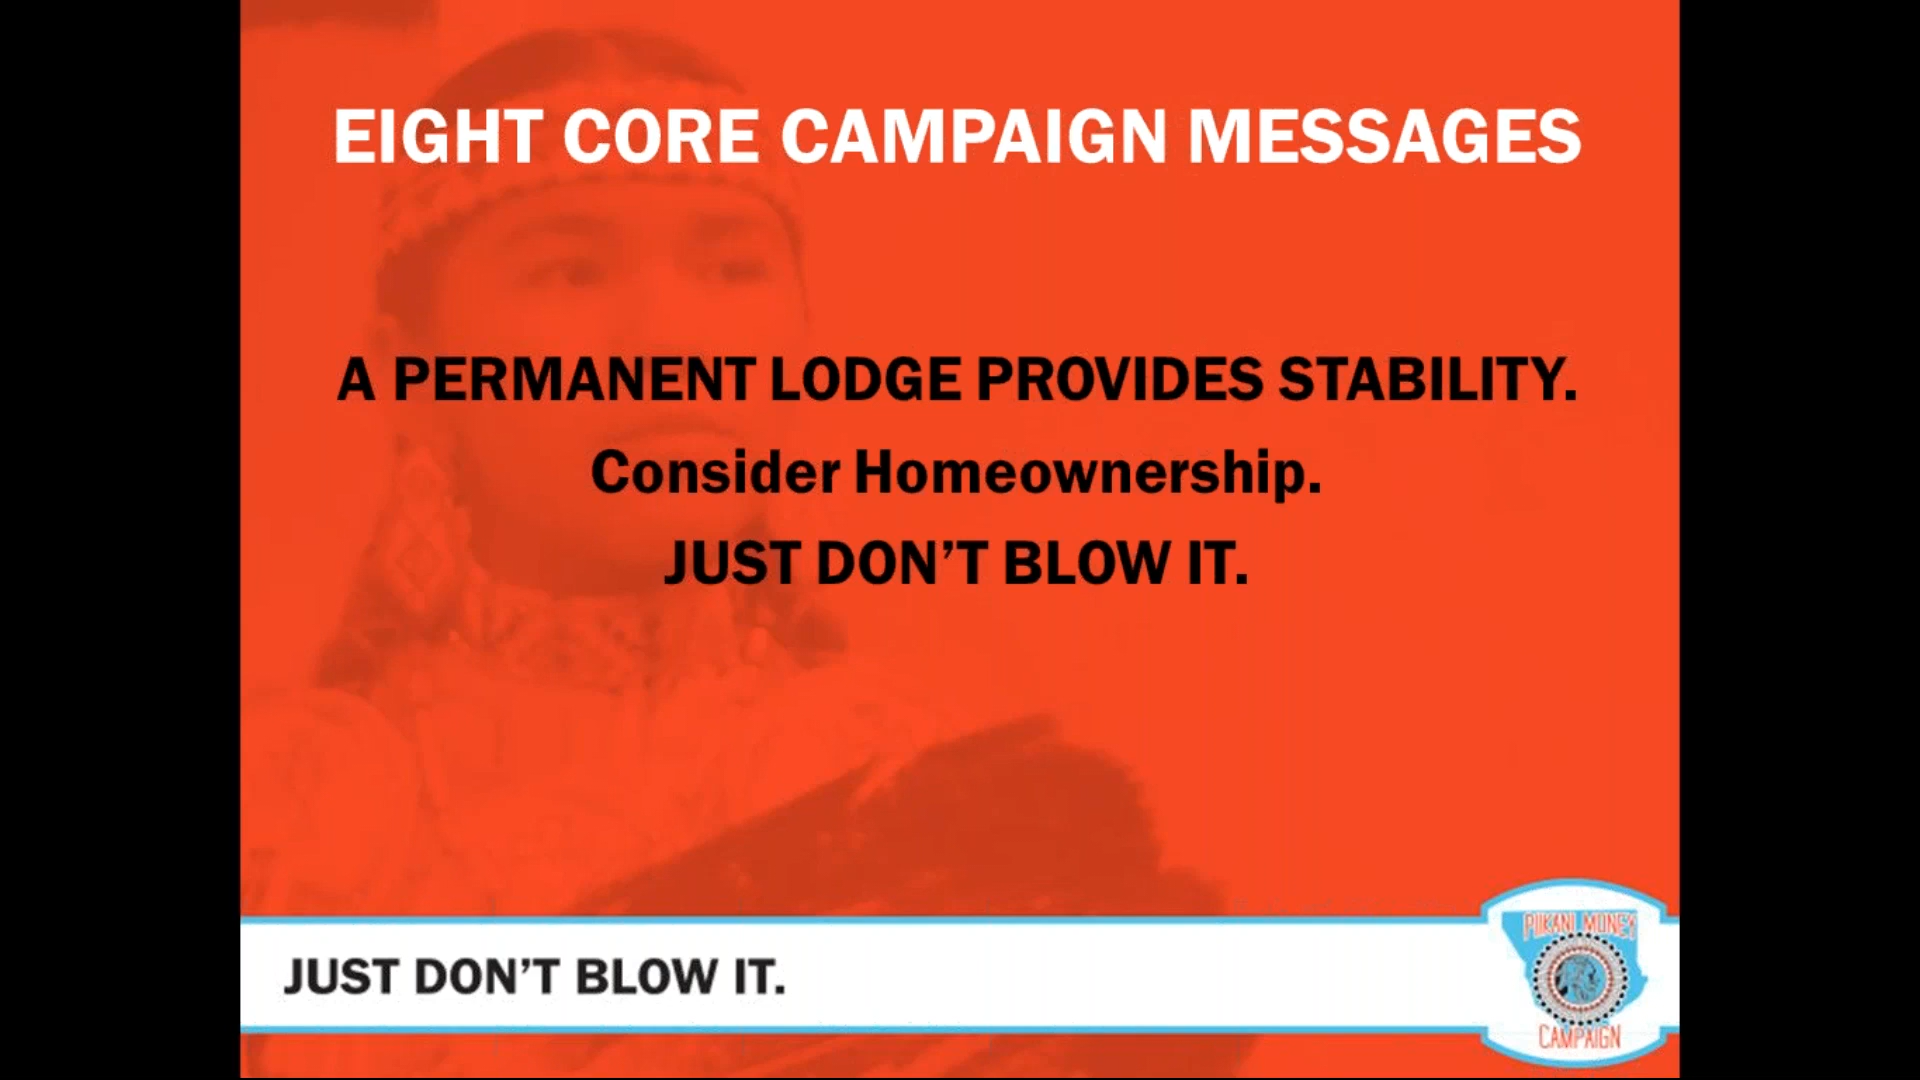 EIGHT CORE CAMPAIGN MESSAGES
A PERMANENT LODGE PROVIDES STABILITY.
Consider Homeownership.
JUST DON’T BLOW IT.
JUST DON’T BLOW IT.
PIIKANI MONEY
CAMPAIGN